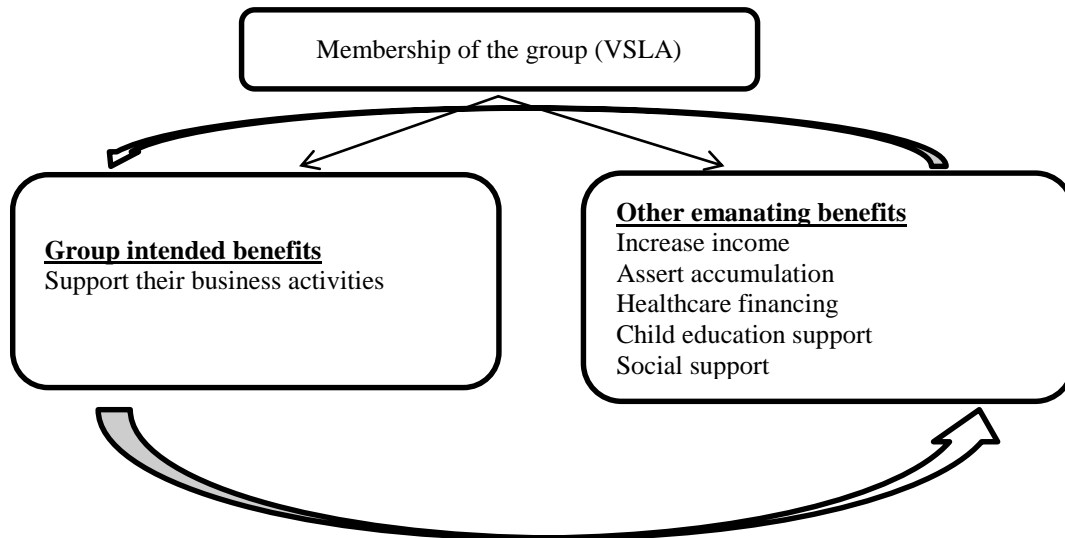 Membership of the group (VSLA)
Group intended benefits
Support their business activities
Other emanating benefits
Increase income
Assert accumulation
Healthcare financing
Child education support
Social support